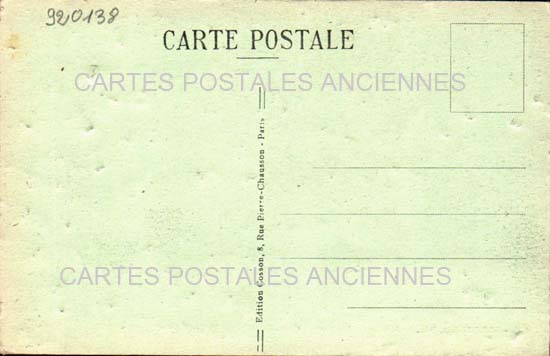 920138
CARTE POSTALE
CARTES POSTALES ANCIENNES
Edition Cosson, 8, Rue Pierre-Chausson - Paris
CARTES POSTALES ANCIENNES